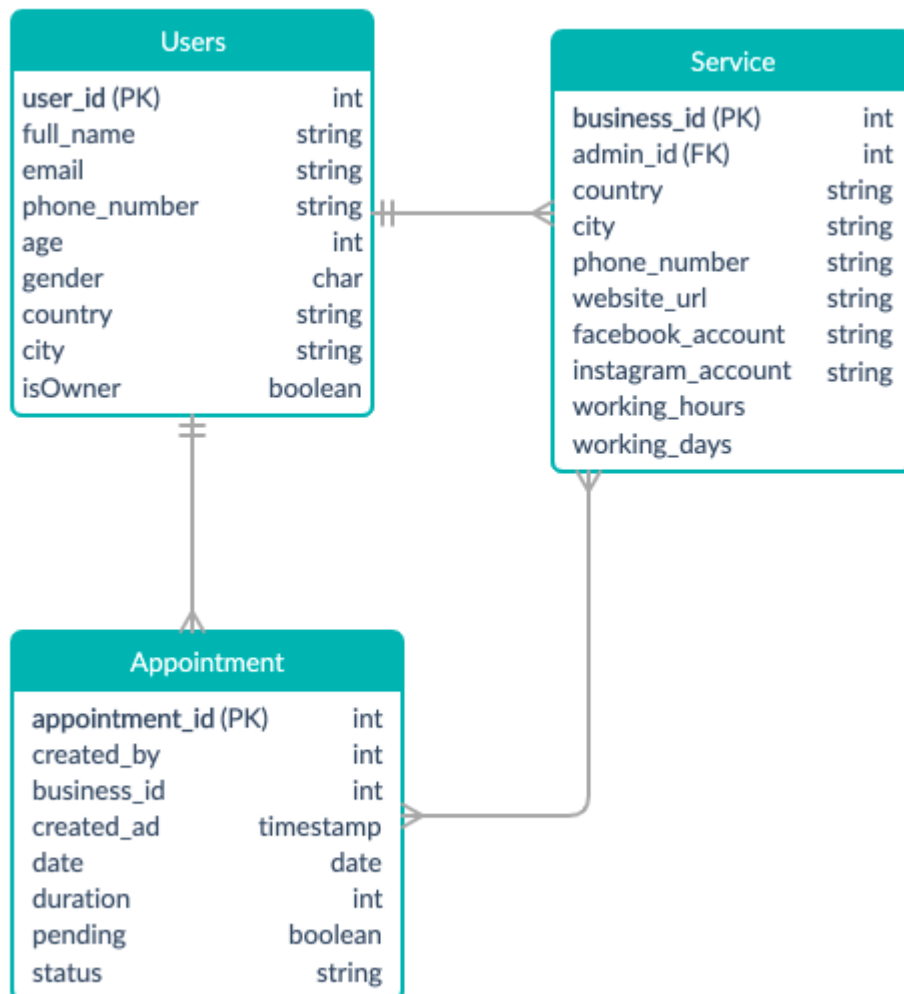 Users
user_id (PK) int
full_name string
email string
phone_number string
age int
gender char
country string
city string
isOwner boolean
Service
business_id (PK) int
admin_id (FK) int
country string
city string
phone_number string
website_url string
facebook_account string
instagram_account string
working_hours
working_days
Appointment
appointment_id (PK) int
created_by int
business_id int
created_ad timestamp
date date
duration int
pending boolean
status string